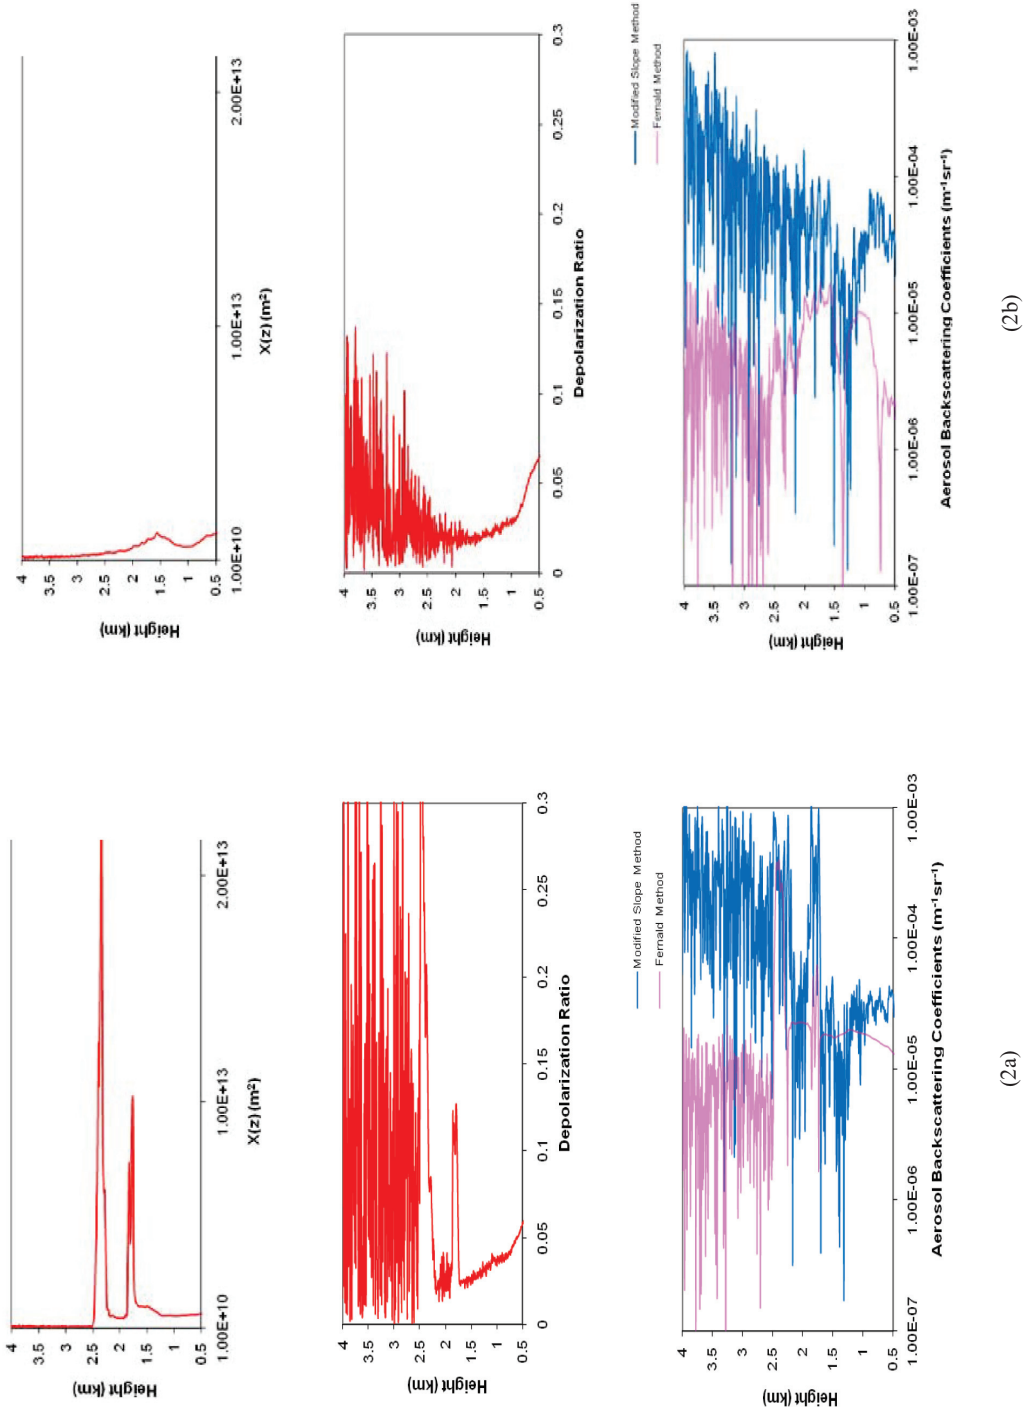 Height (km)
4
3.5
3
2.5
2
1.5
1
0.5
1.00E+10
1.00E+13
2.00E+13
X(z) (m²)
Height (km)
4
3.5
3
2.5
2
1.5
1
0.5
0
0.05
0.1
0.15
0.2
0.25
0.3
Depolarization Ratio
Modified Slope Method
Fernald Method
Height (km)
4
3.5
3
2.5
2
1.5
1
0.5
1.00E-07
1.00E-06
1.00E-05
1.00E-04
1.00E-03
Aerosol Backscattering Coefficients (m⁻¹sr⁻¹)
(2a)
Height (km)
4
3.5
3
2.5
2
1.5
1
0.5
1.00E+10
1.00E+13
2.00E+13
X(z) (m²)
Height (km)
4
3.5
3
2.5
2
1.5
1
0.5
0
0.05
0.1
0.15
0.2
0.25
0.3
Depolarization Ratio
Modified Slope Method
Fernald Method
Height (km)
4
3.5
3
2.5
2
1.5
1
0.5
1.00E-07
1.00E-06
1.00E-05
1.00E-04
1.00E-03
Aerosol Backscattering Coefficients (m⁻¹sr⁻¹)
(2b)